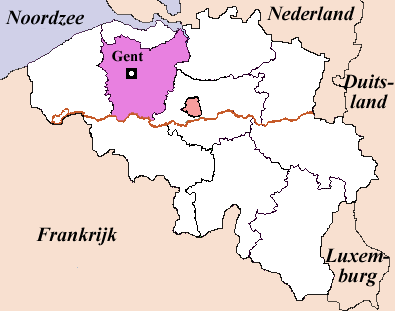 Noordzee
Nederland
Gent
Duits-
land
Frankrijk
Luxem-
burg